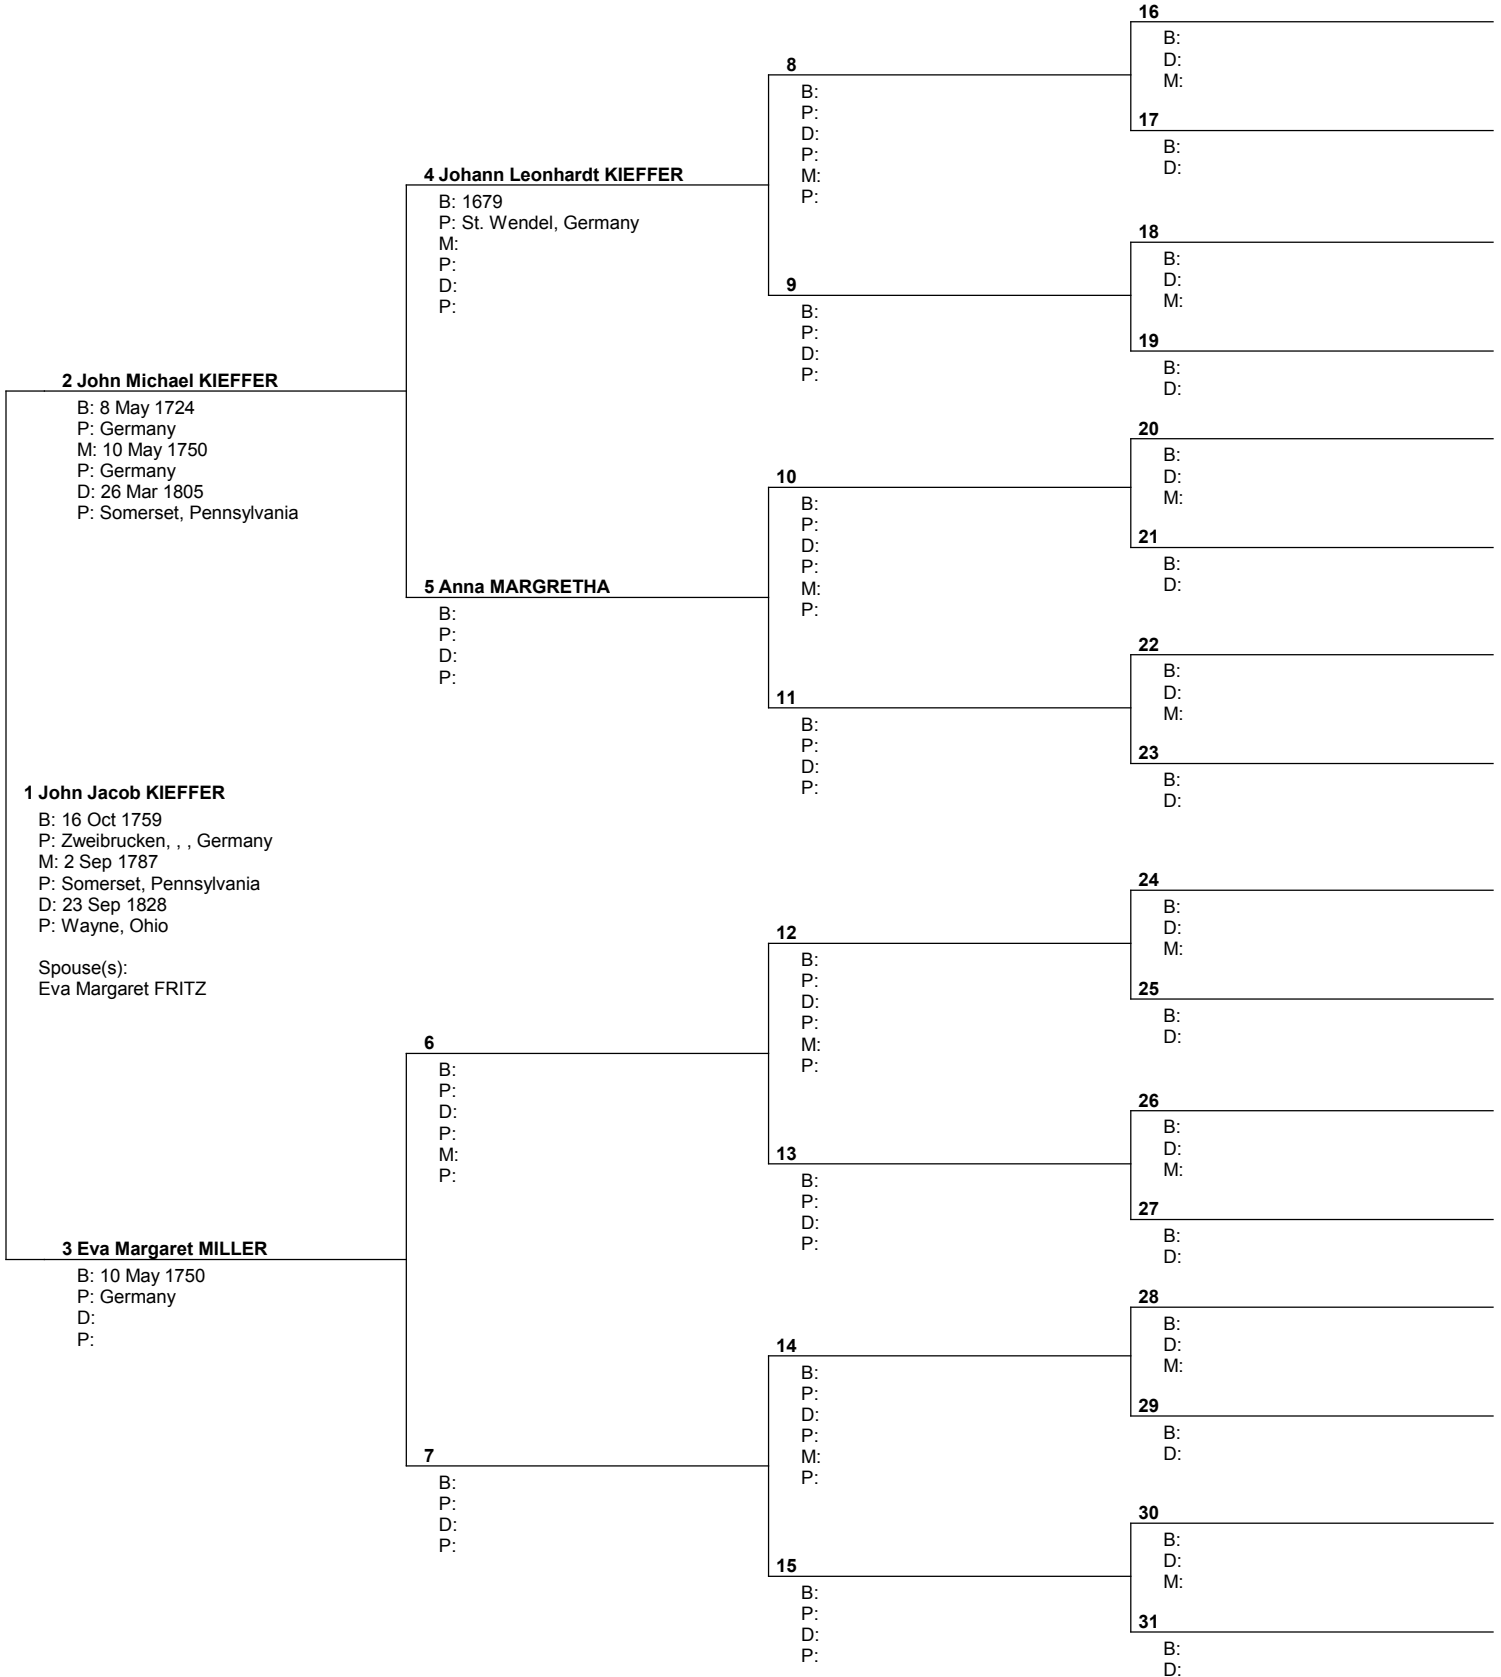 16
B:
D:
M:
8
B:
P:
D:
P:
M:
P:
17
B:
D:
4 Johann Leonhardt KIEFFER
B: 1679
P: St. Wendel, Germany
M:
P:
D:
P:
18
B:
D:
M:
9
B:
P:
D:
P:
19
B:
D:
2 John Michael KIEFFER
B: 8 May 1724
P: Germany
M: 10 May 1750
P: Germany
D: 26 Mar 1805
P: Somerset, Pennsylvania
20
B:
D:
M:
10
B:
P:
D:
P:
M:
P:
21
B:
D:
5 Anna MARGRETHA
B:
P:
D:
P:
22
B:
D:
M:
11
B:
P:
D:
P:
23
B:
D:
1 John Jacob KIEFFER
B: 16 Oct 1759
P: Zweibrucken, , , Germany
M: 2 Sep 1787
P: Somerset, Pennsylvania
D: 23 Sep 1828
P: Wayne, Ohio
Spouse(s):
Eva Margaret FRITZ
24
B:
D:
M:
12
B:
P:
D:
P:
M:
P:
25
B:
D:
6
B:
P:
D:
P:
M:
P:
26
B:
D:
M:
13
B:
P:
D:
P:
27
B:
D:
3 Eva Margaret MILLER
B: 10 May 1750
P: Germany
D:
P:
28
B:
D:
M:
14
B:
P:
D:
P:
M:
P:
29
B:
D:
7
B:
P:
D:
P:
30
B:
D:
M:
15
B:
P:
D:
P:
31
B:
D: